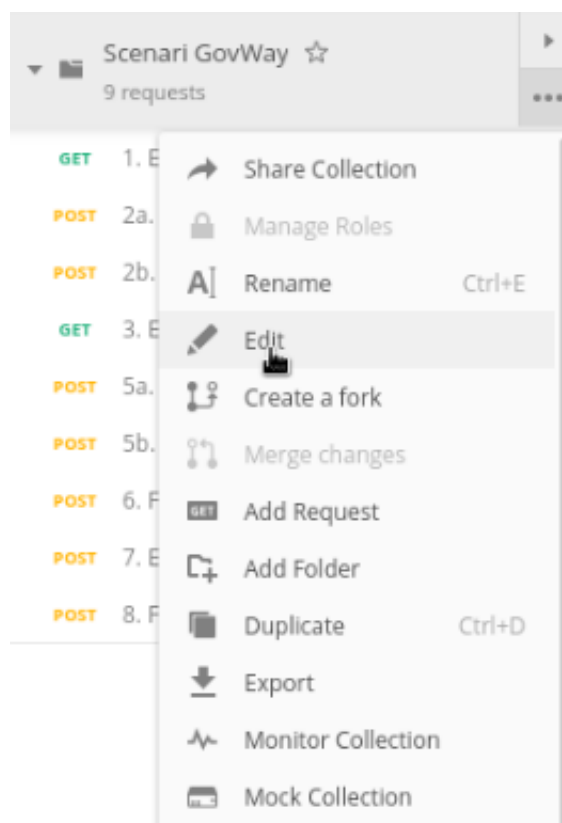 Scenari GovWay
9 requests
GET 1. E
POST 2a.
POST 2b.
GET 3. E
POST 5a.
POST 5b.
POST 6. F
POST 7. E
POST 8. F
Share Collection
Manage Roles
Rename Ctrl+E
Edit
Create a fork
Merge changes
GET Add Request
Add Folder
Duplicate Ctrl+D
Export
Monitor Collection
Mock Collection